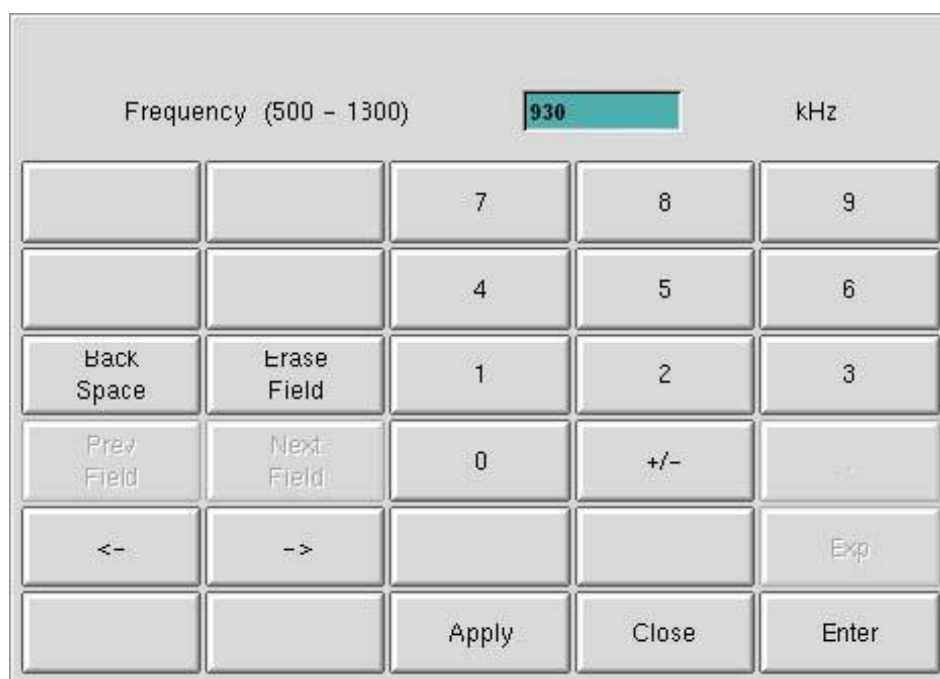 Frequency (500 - 1300) 930 kHz
7 8 9
4 5 6
Back Space Erase Field 1 2 3
Prev Field Next Field 0 +/- .
<- -> Exp
Apply Close Enter